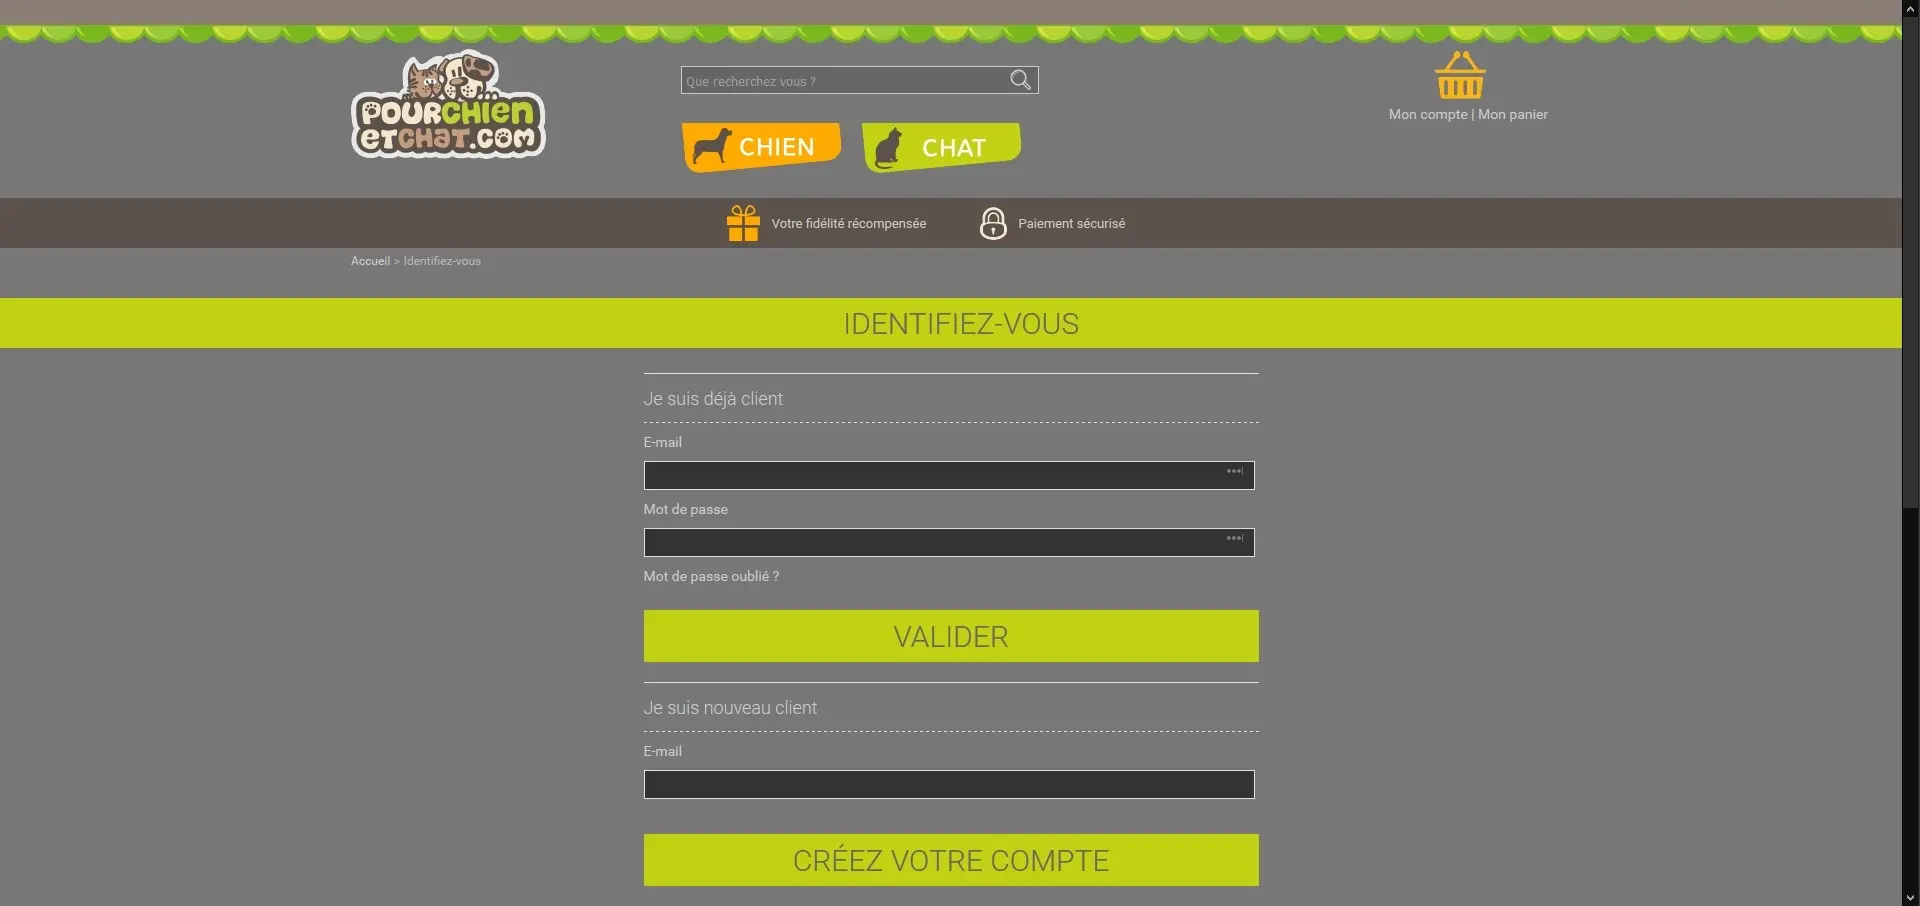 POURCHIEN
ETCHAT.COM
Que recherchez vous ?
CHIEN
CHAT
Mon compte | Mon panier
Votre fidélité récompensée
Paiement sécurisé
Accueil > Identifiez-vous
IDENTIFIEZ-VOUS
Je suis déjà client
E-mail
Mot de passe
Mot de passe oublié ?
VALIDER
Je suis nouveau client
E-mail
CRÉEZ VOTRE COMPTE